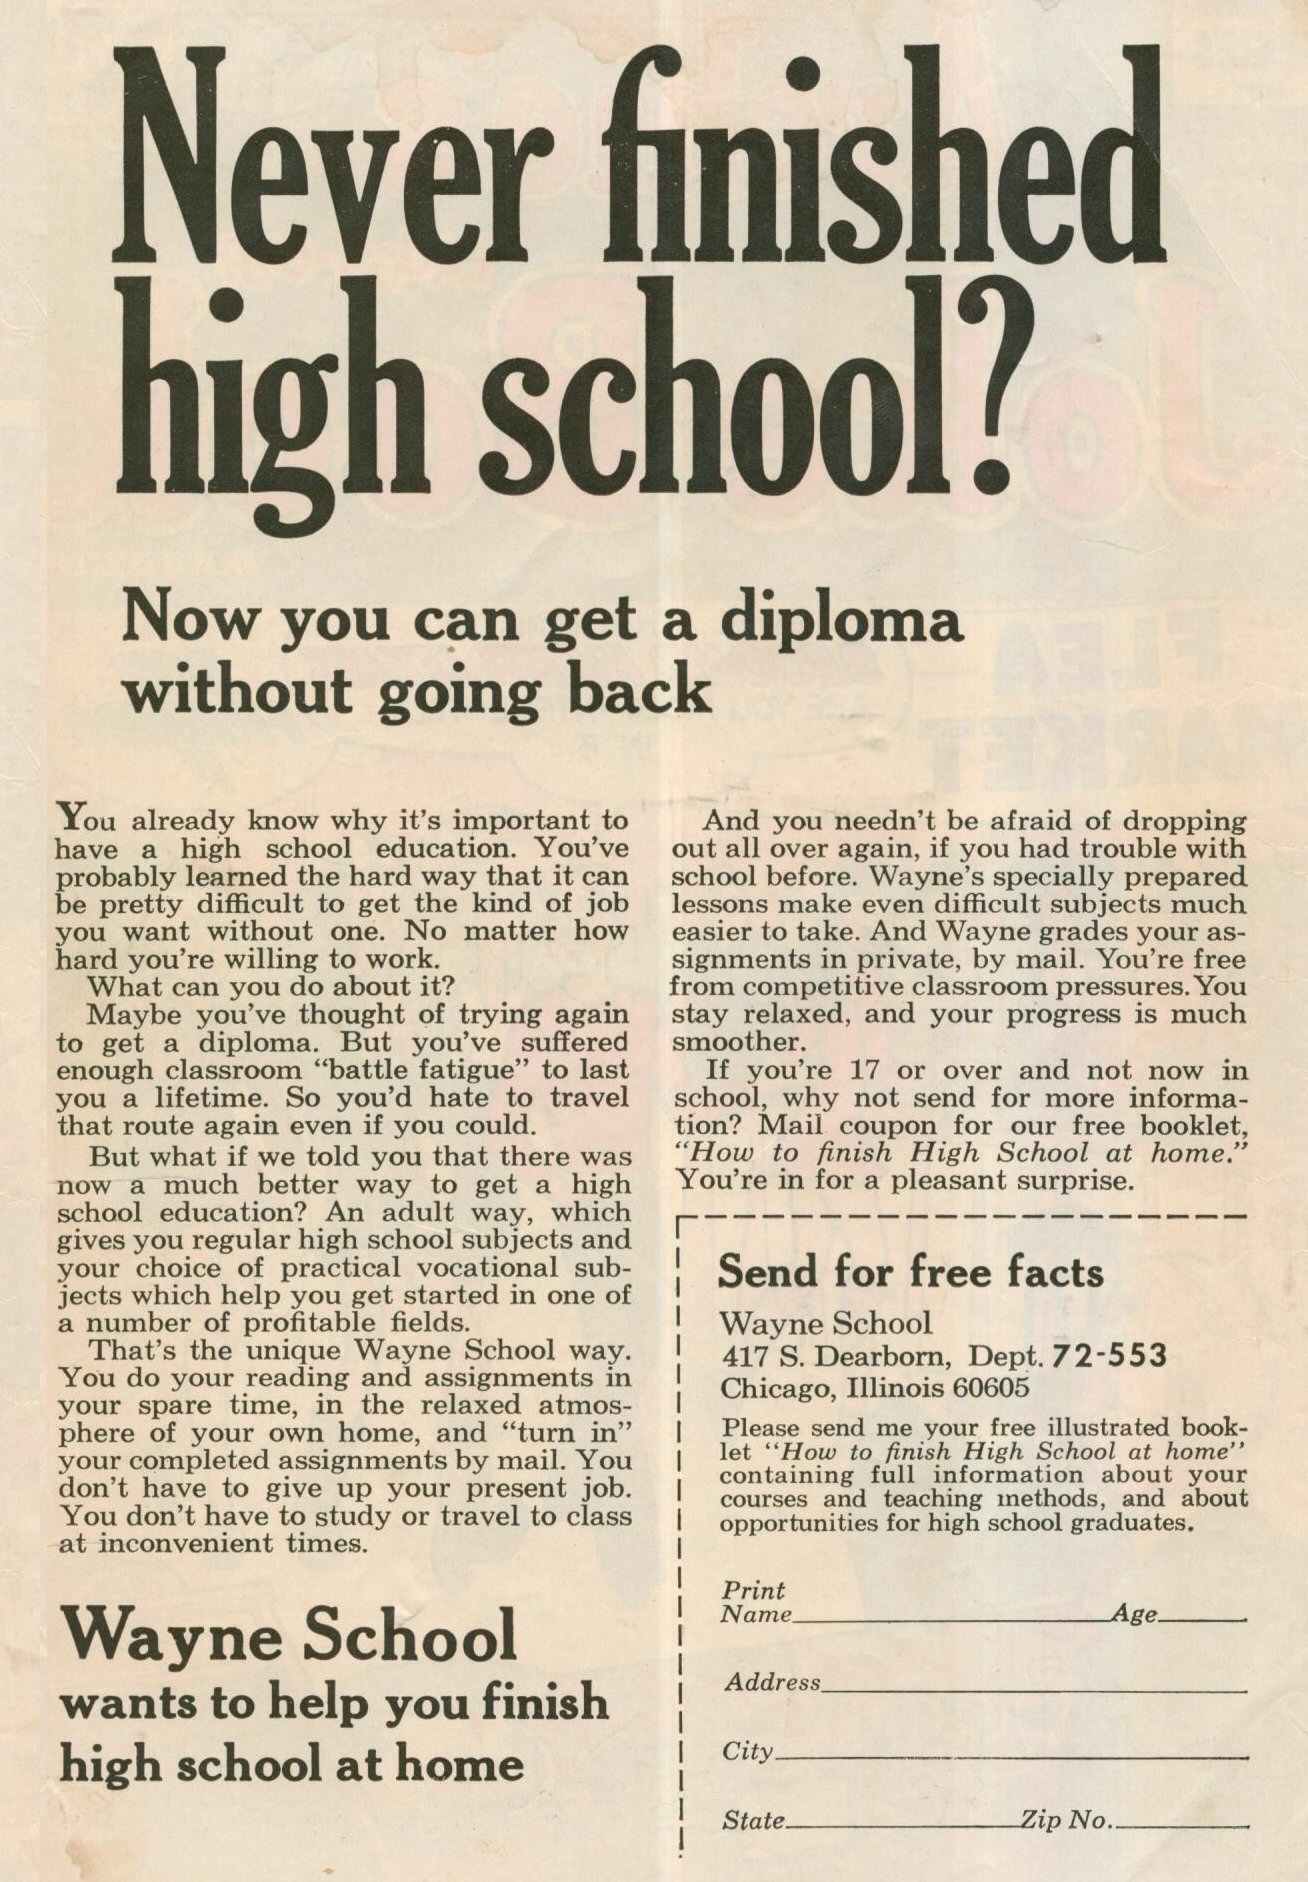 Never finished
high school?
Now you can get a diploma
without going back
You already know why it's important to
have a high school education. You've
probably learned the hard way that it can
be pretty difficult to get the kind of job
you want without one. No matter how
hard you're willing to work.
What can you do about it?
Maybe you've thought of trying again
to get a diploma. But you've suffered
enough classroom “battle fatigue” to last
you a lifetime. So you'd hate to travel
that route again even if you could.
But what if we told you that there was
now a much better way to get a high
school education? An adult way, which
gives you regular high school subjects and
your choice of practical vocational sub-
jects which help you get started in one of
a number of profitable fields.
That's the unique Wayne School way.
You do your reading and assignments in
your spare time, in the relaxed atmos-
phere of your own home, and “turn in”
your completed assignments by mail. You
don't have to give up your present job.
You don't have to study or travel to class
at inconvenient times.
Wayne School
wants to help you finish
high school at home
And you needn't be afraid of dropping
out all over again, if you had trouble with
school before. Wayne's specially prepared
lessons make even difficult subjects much
easier to take. And Wayne grades your as-
signments in private, by mail. You're free
from competitive classroom pressures. You
stay relaxed, and your progress is much
smoother.
If you're 17 or over and not now in
school, why not send for more informa-
tion? Mail coupon for our free booklet,
“How to finish High School at home.”
You're in for a pleasant surprise.
Send for free facts
Wayne School
417 S. Dearborn, Dept. 72-553
Chicago, Illinois 60605
Please send me your free illustrated book-
let “How to finish High School at home”
containing full information about your
courses and teaching methods, and about
opportunities for high school graduates.
Print
Name Age
Address
City
State Zip No.